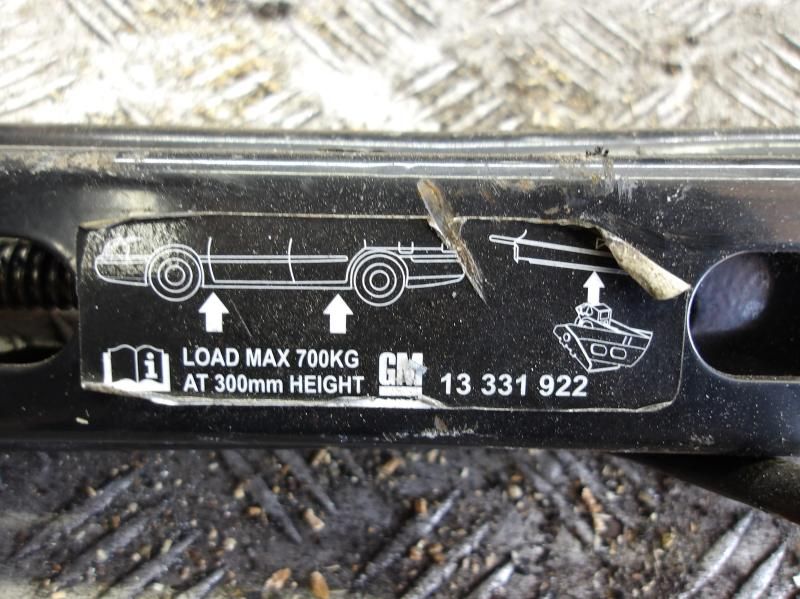 i LOAD MAX 700KG
AT 300mm HEIGHT GM 13 331 922